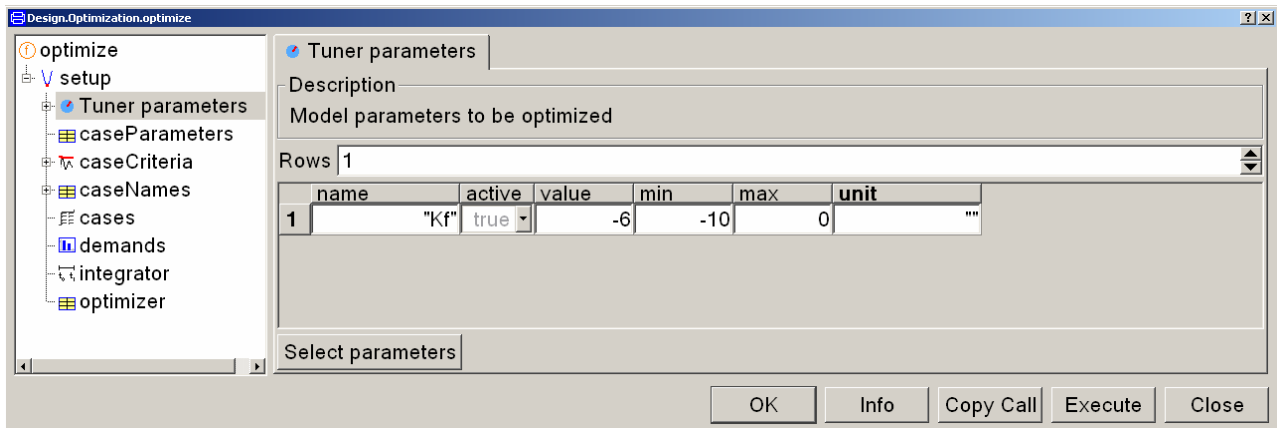 Design.Optimization.optimize
optimize
setup
Tuner parameters
caseParameters
caseCriteria
caseNames
cases
demands
integrator
optimizer
Tuner parameters
Description
Model parameters to be optimized
Rows 1
name active value min max unit
1 "Kf" true -6 -10 0 ""
Select parameters
OK Info Copy Call Execute Close